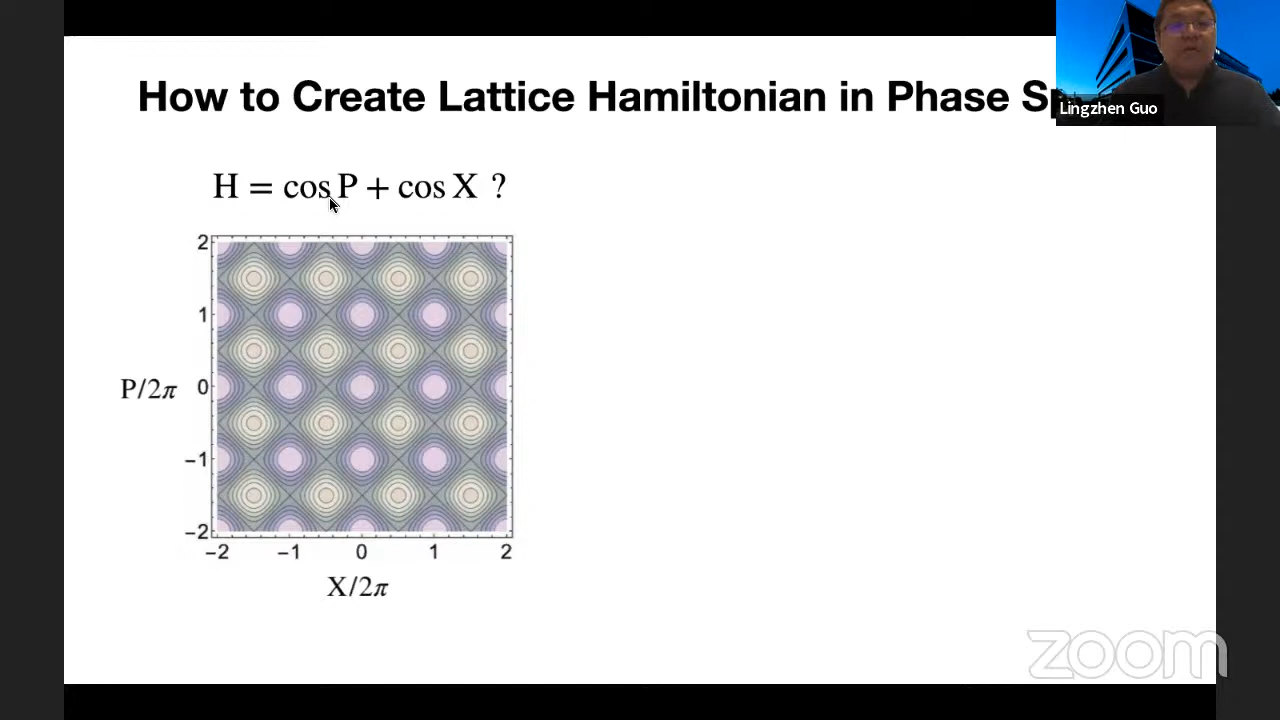 How to Create Lattice Hamiltonian in Phase
Lingzhen Guo
H = cos P + cos X ?
2
1
P/2π 0
−1
−2
−2 −1 0 1 2
X/2π
zoom